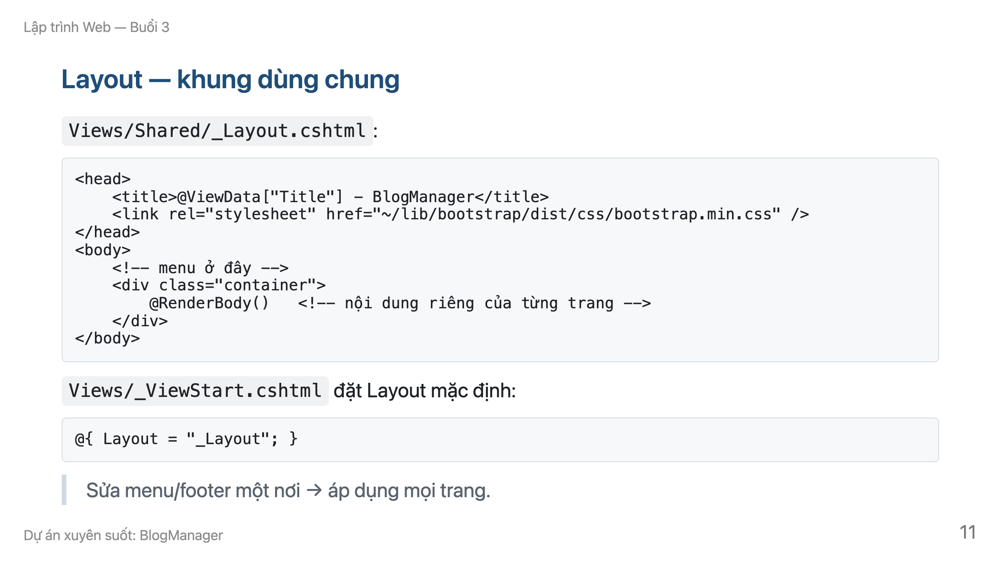 Lập trình Web — Buổi 3
Layout — khung dùng chung
Views/Shared/_Layout.cshtml:
<head>
    <title>@ViewData["Title"] - BlogManager</title>
    <link rel="stylesheet" href="~/lib/bootstrap/dist/css/bootstrap.min.css" />
</head>
<body>
    <!-- menu ở đây -->
    <div class="container">
        @RenderBody()   <!-- nội dung riêng của từng trang -->
    </div>
</body>
Views/_ViewStart.cshtml đặt Layout mặc định:
@{ Layout = "_Layout"; }
Sửa menu/footer một nơi → áp dụng mọi trang.
Dự án xuyên suốt: BlogManager
11